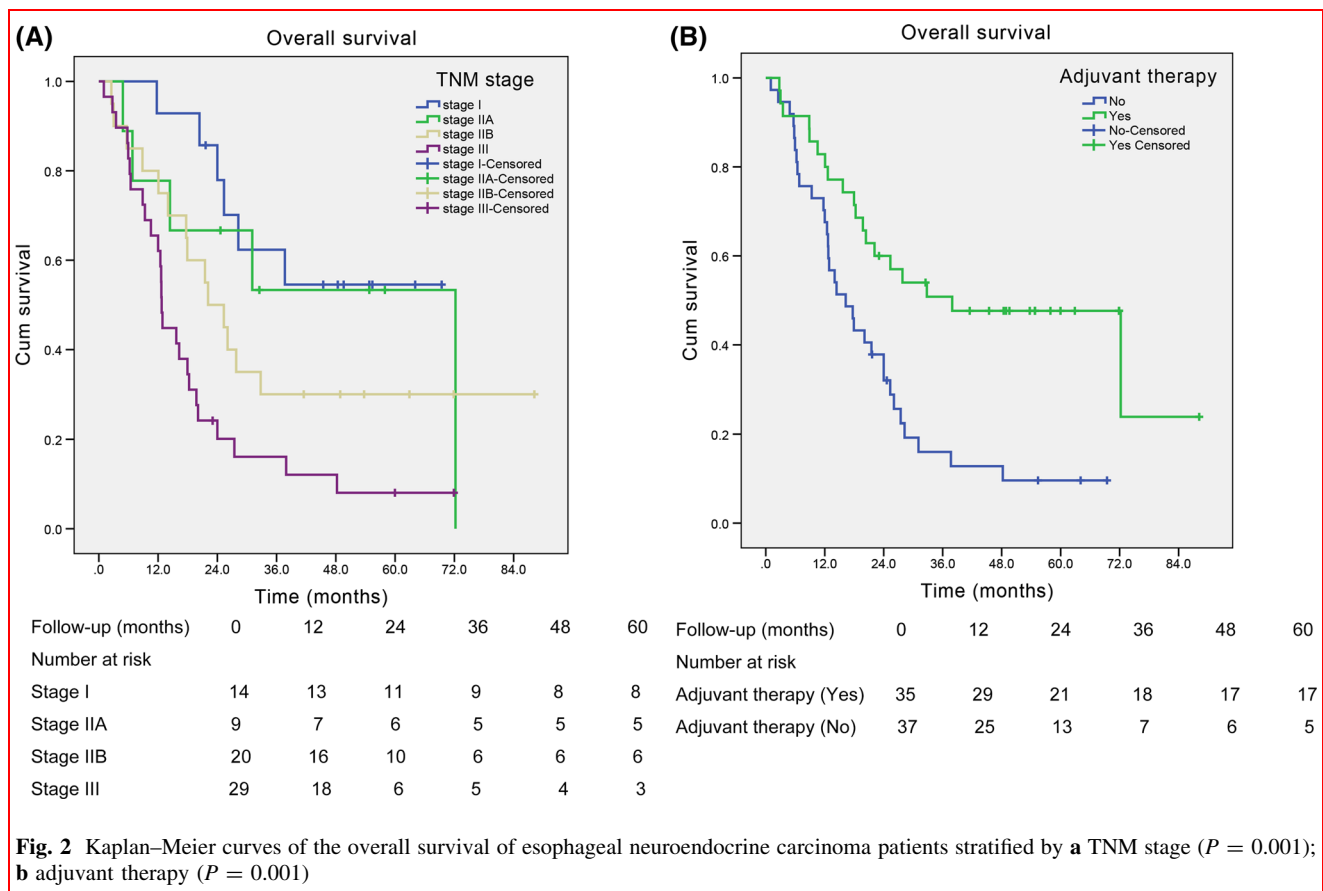 (A)
Overall survival
TNM stage
stage I
stage IIA
stage IIB
stage III
stage I-Censored
stage IIA-Censored
stage IIB-Censored
stage III-Censored
Cum survival
1.0
0.8
0.6
0.4
0.2
0.0
.0 12.0 24.0 36.0 48.0 60.0 72.0 84.0
Time (months)
Follow-up (months) 0 12 24 36 48 60
Number at risk
Stage I 14 13 11 9 8 8
Stage IIA 9 7 6 5 5 5
Stage IIB 20 16 10 6 6 6
Stage III 29 18 6 5 4 3
(B)
Overall survival
Adjuvant therapy
No
Yes
No-Censored
Yes Censored
Cum survival
1.0
0.8
0.6
0.4
0.2
0.0
.0 12.0 24.0 36.0 48.0 60.0 72.0 84.0
Time (months)
Follow-up (months) 0 12 24 36 48 60
Number at risk
Adjuvant therapy (Yes) 35 29 21 18 17 17
Adjuvant therapy (No) 37 25 13 7 6 5
Fig. 2 Kaplan–Meier curves of the overall survival of esophageal neuroendocrine carcinoma patients stratified by a TNM stage (P = 0.001);
b adjuvant therapy (P = 0.001)